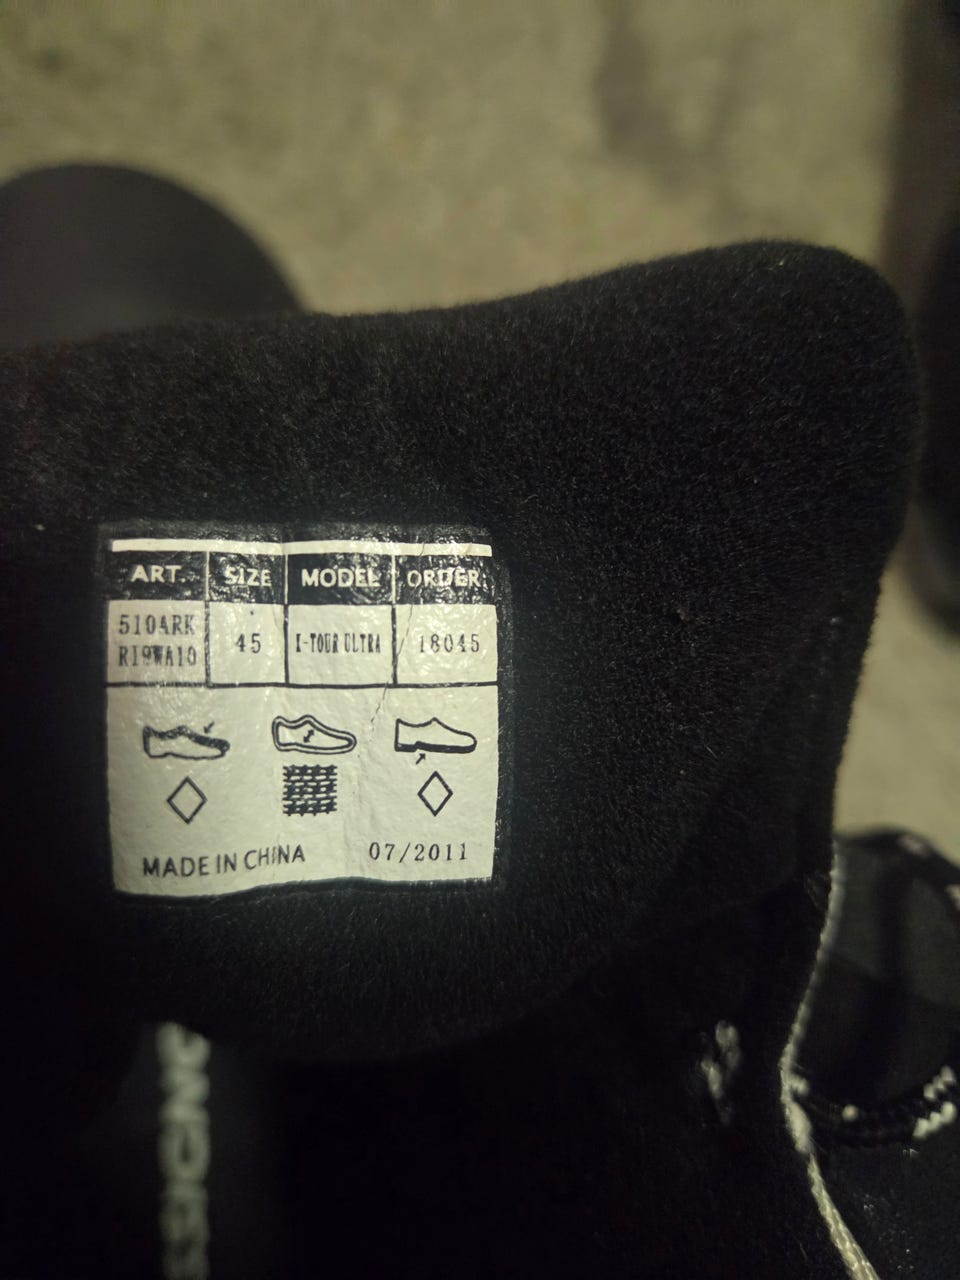 ART. SIZE MODEL ORDER
510ARK
R19WA10
45
X-TOUR ULTRA
18045
MADE IN CHINA 07/2011